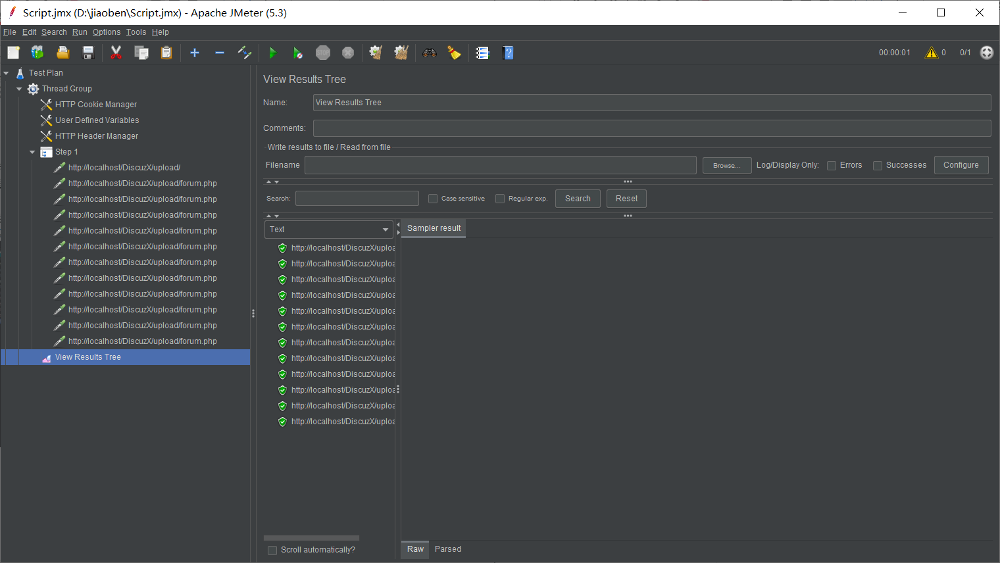 Script.jmx (D:\jiaoben\Script.jmx) - Apache JMeter (5.3)
File Edit Search Run Options Tools Help
STOP
00:00:01 0 0/1
Test Plan
Thread Group
HTTP Cookie Manager
User Defined Variables
HTTP Header Manager
Step 1
http://localhost/DiscuzX/upload/
http://localhost/DiscuzX/upload/forum.php
http://localhost/DiscuzX/upload/forum.php
http://localhost/DiscuzX/upload/forum.php
http://localhost/DiscuzX/upload/forum.php
http://localhost/DiscuzX/upload/forum.php
http://localhost/DiscuzX/upload/forum.php
http://localhost/DiscuzX/upload/forum.php
http://localhost/DiscuzX/upload/forum.php
http://localhost/DiscuzX/upload/forum.php
http://localhost/DiscuzX/upload/forum.php
http://localhost/DiscuzX/upload/forum.php
View Results Tree
View Results Tree
Name: View Results Tree
Comments:
Write results to file / Read from file
Filename Browse... Log/Display Only: Errors Successes Configure
Search: Case sensitive Regular exp. Search Reset
Text
http://localhost/DiscuzX/uploa
http://localhost/DiscuzX/uploa
http://localhost/DiscuzX/uploa
http://localhost/DiscuzX/uploa
http://localhost/DiscuzX/uploa
http://localhost/DiscuzX/uploa
http://localhost/DiscuzX/uploa
http://localhost/DiscuzX/uploa
http://localhost/DiscuzX/uploa
http://localhost/DiscuzX/uploa
http://localhost/DiscuzX/uploa
http://localhost/DiscuzX/uploa
Scroll automatically?
Sampler result
Raw Parsed